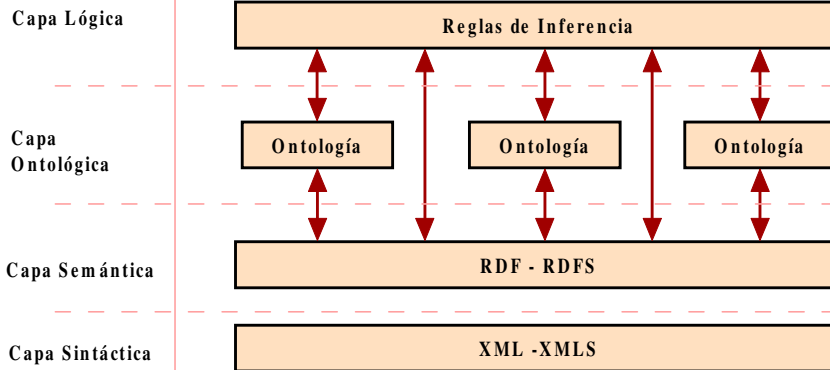 Capa Lógica
Reglas de Inferencia
Capa
Ontológica
Ontología
Ontología
Ontología
Capa Semántica
RDF - RDFS
Capa Sintáctica
XML -XMLS